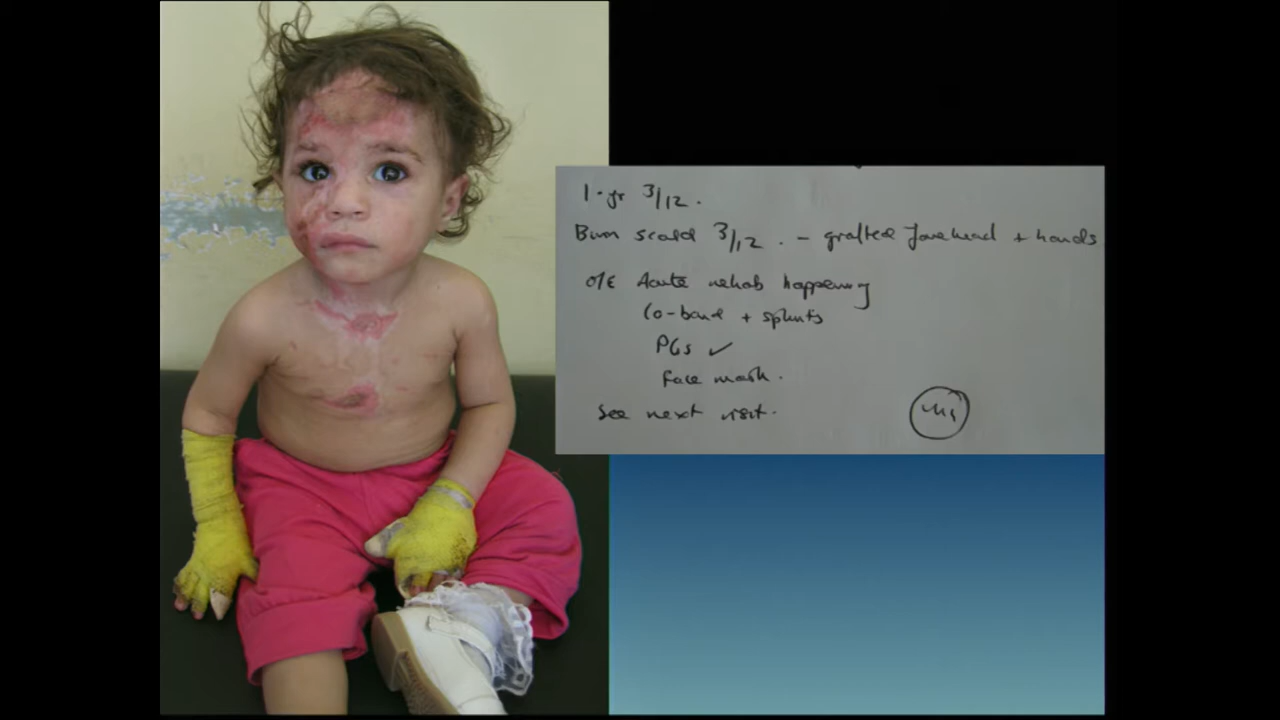 1-yr 3/12.
Burn scald 3/12. - grafted forehead + hands
O/E Acute rehab happening
Co-band + splints
PGs ✓
Face mask.
See next visit.